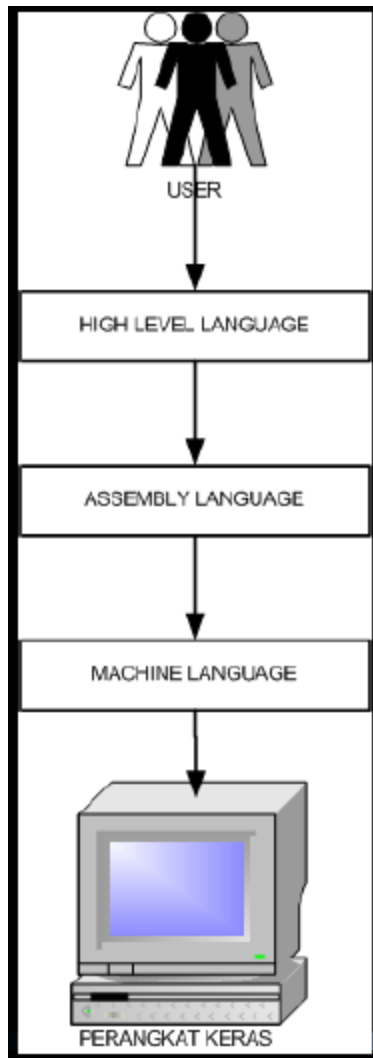 USER
HIGH LEVEL LANGUAGE
ASSEMBLY LANGUAGE
MACHINE LANGUAGE
PERANGKAT KERAS